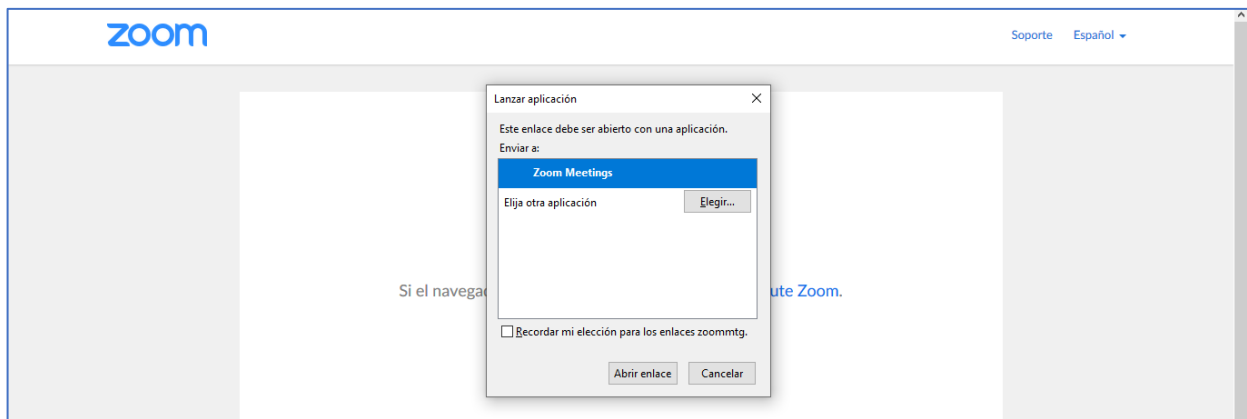 zoom
Soporte Español
Lanzar aplicación
Este enlace debe ser abierto con una aplicación.
Enviar a:
Zoom Meetings
Elija otra aplicación Elegir...
Si el navega ute Zoom.
Recordar mi elección para los enlaces zoommtg.
Abrir enlace Cancelar